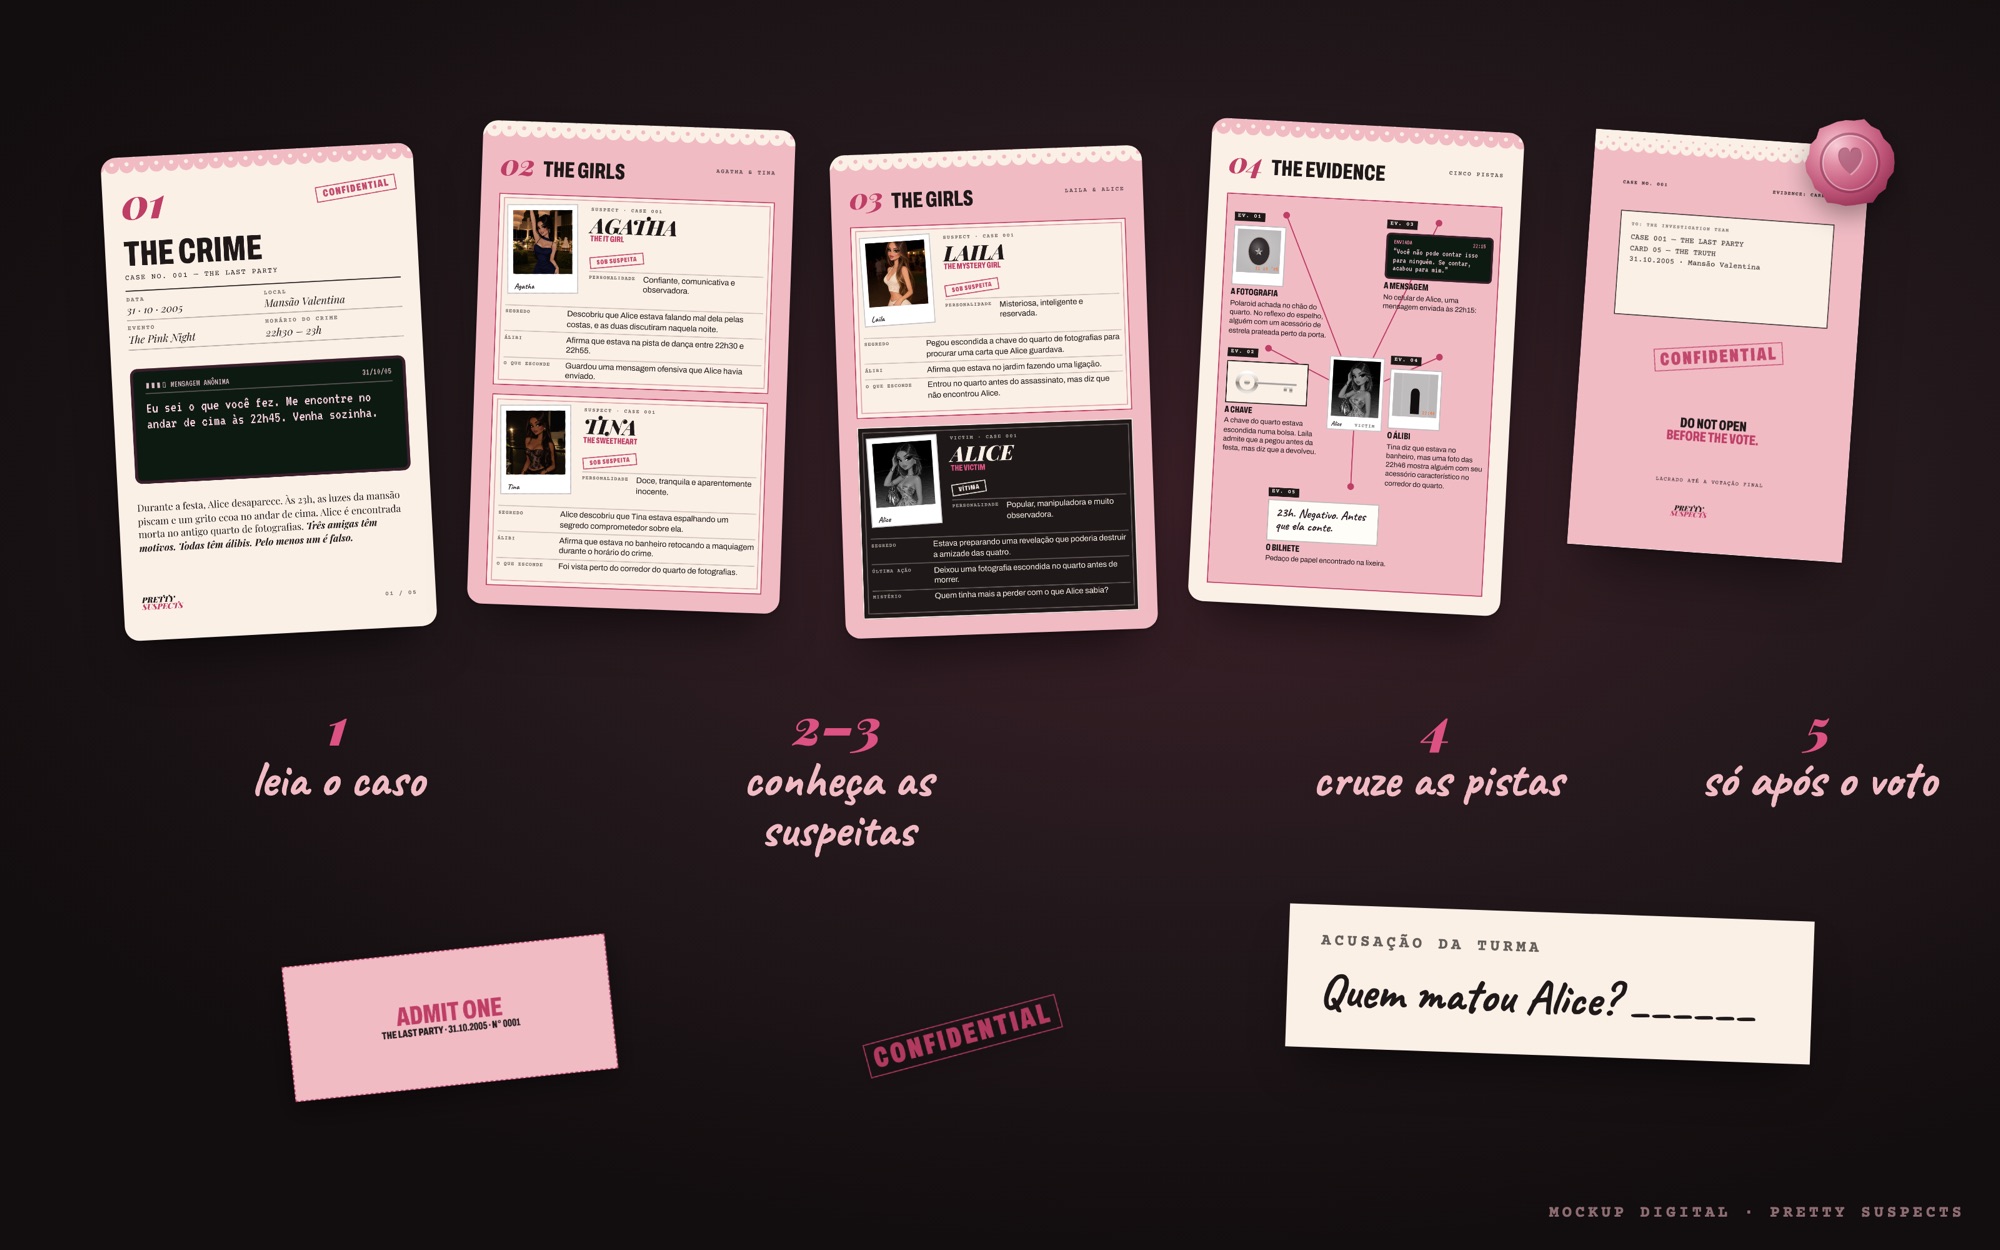 01
CONFIDENTIAL
THE CRIME
CASE NO. 001 — THE LAST PARTY
DATA
31 · 10 · 2005
LOCAL
Mansão Valentina
EVENTO
The Pink Night
HORÁRIO DO CRIME
22h30 – 23h
MENSAGEM ANÔNIMA
31/10/05
Eu sei o que você fez. Me encontre no
andar de cima às 22h45. Venha sozinha.
Durante a festa, Alice desaparece. Às 23h, as luzes da mansão
piscam e um grito ecoa no andar de cima. Alice é encontrada
morta no antigo quarto de fotografias. Três amigas têm
motivos. Todas têm álibis. Pelo menos um é falso.
PRETTY
SUSPECTS
01 / 05
02 THE GIRLS
AGATHA & TINA
SUSPECT · CASE 001
AGATHA
THE IT GIRL
SOB SUSPEITA
Agatha
PERSONALIDADE
Confiante, comunicativa e
observadora.
SEGREDO
Descobriu que Alice estava falando mal dela pelas
costas, e as duas discutiram naquela noite.
ÁLIBI
Afirma que estava na pista de dança entre 22h30 e
22h55.
O QUE ESCONDE
Guardou uma mensagem ofensiva que Alice havia
enviado.
SUSPECT · CASE 001
TINA
THE SWEETHEART
SOB SUSPEITA
Tina
PERSONALIDADE
Doce, tranquila e aparentemente
inocente.
SEGREDO
Alice descobriu que Tina estava espalhando um
segredo comprometedor sobre ela.
ÁLIBI
Afirma que estava no banheiro retocando a maquiagem
durante o horário do crime.
O QUE ESCONDE
Foi vista perto do corredor do quarto de fotografias.
03 THE GIRLS
LAILA & ALICE
SUSPECT · CASE 001
LAILA
THE MYSTERY GIRL
SOB SUSPEITA
Laila
PERSONALIDADE
Misteriosa, inteligente e
reservada.
SEGREDO
Pegou escondida a chave do quarto de fotografias para
procurar uma carta que Alice guardava.
ÁLIBI
Afirma que estava no jardim fazendo uma ligação.
O QUE ESCONDE
Entrou no quarto antes do assassinato, mas diz que
não encontrou Alice.
VICTIM · CASE 001
ALICE
THE VICTIM
VÍTIMA
Alice
PERSONALIDADE
Popular, manipuladora e muito
observadora.
SEGREDO
Estava preparando uma revelação que poderia destruir
a amizade das quatro.
ÚLTIMA AÇÃO
Deixou uma fotografia escondida no quarto antes de
morrer.
MISTÉRIO
Quem tinha mais a perder com o que Alice sabia?
04 THE EVIDENCE
CINCO PISTAS
EV. 01
A FOTOGRAFIA
Polaroid achada no chão do
quarto. No reflexo do espelho,
alguém com um acessório de
estrela prateada perto da porta.
EV. 03
ENVIADA
22:15
"Você não pode contar isso
para ninguém. Se contar,
acabou para mim."
A MENSAGEM
No celular de Alice, uma
mensagem enviada às 22h15:
EV. 02
A CHAVE
A chave do quarto estava
escondida numa bolsa. Laila
admite que a pegou antes da
festa, mas diz que a devolveu.
Alice
VICTIM
EV. 04
O ÁLIBI
Tina diz que estava no
banheiro, mas uma foto das
22h46 mostra alguém com seu
acessório característico no
corredor do quarto.
EV. 05
23h. Negativo. Antes
que ela conte.
O BILHETE
Pedaço de papel encontrado na lixeira.
CASE NO. 001
EVIDENCE:
TO: THE INVESTIGATION TEAM
CASE 001 — THE LAST PARTY
CARD 05 — THE TRUTH
31.10.2005 · Mansão Valentina
CONFIDENTIAL
DO NOT OPEN
BEFORE THE VOTE.
LACRADO ATÉ A VOTAÇÃO FINAL
PRETTY
SUSPECTS
1
leia o caso
2–3
conheça as
suspeitas
4
cruze as pistas
5
só após o voto
ADMIT ONE
THE LAST PARTY · 31.10.2005 · Nº 0001
CONFIDENTIAL
ACUSAÇÃO DA TURMA
Quem matou Alice? ______
MOCKUP DIGITAL · PRETTY SUSPECTS